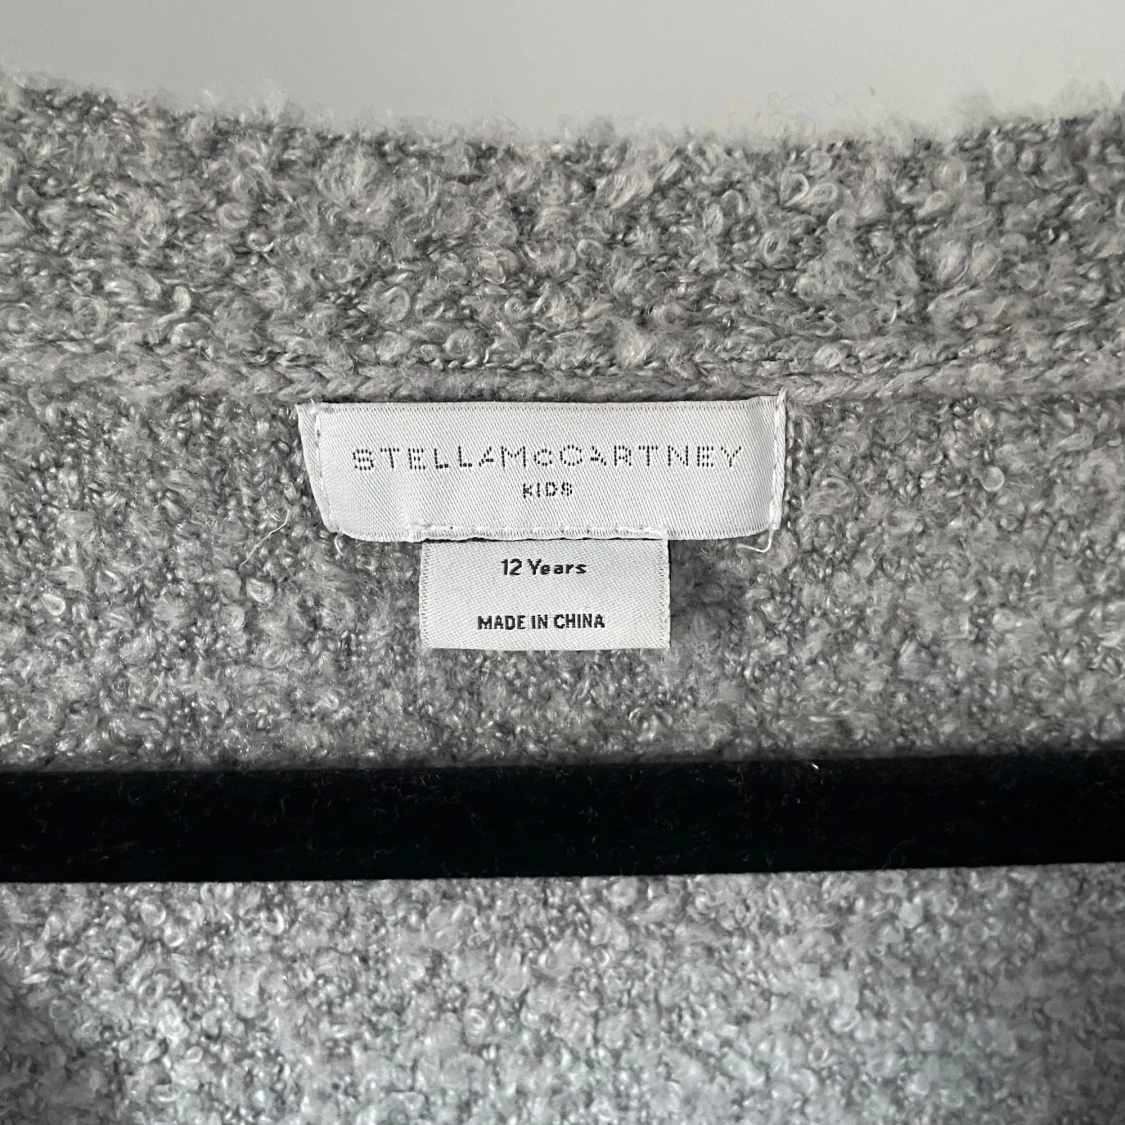 STELLAMcCARTNEY
KIDS
12 Years
MADE IN CHINA